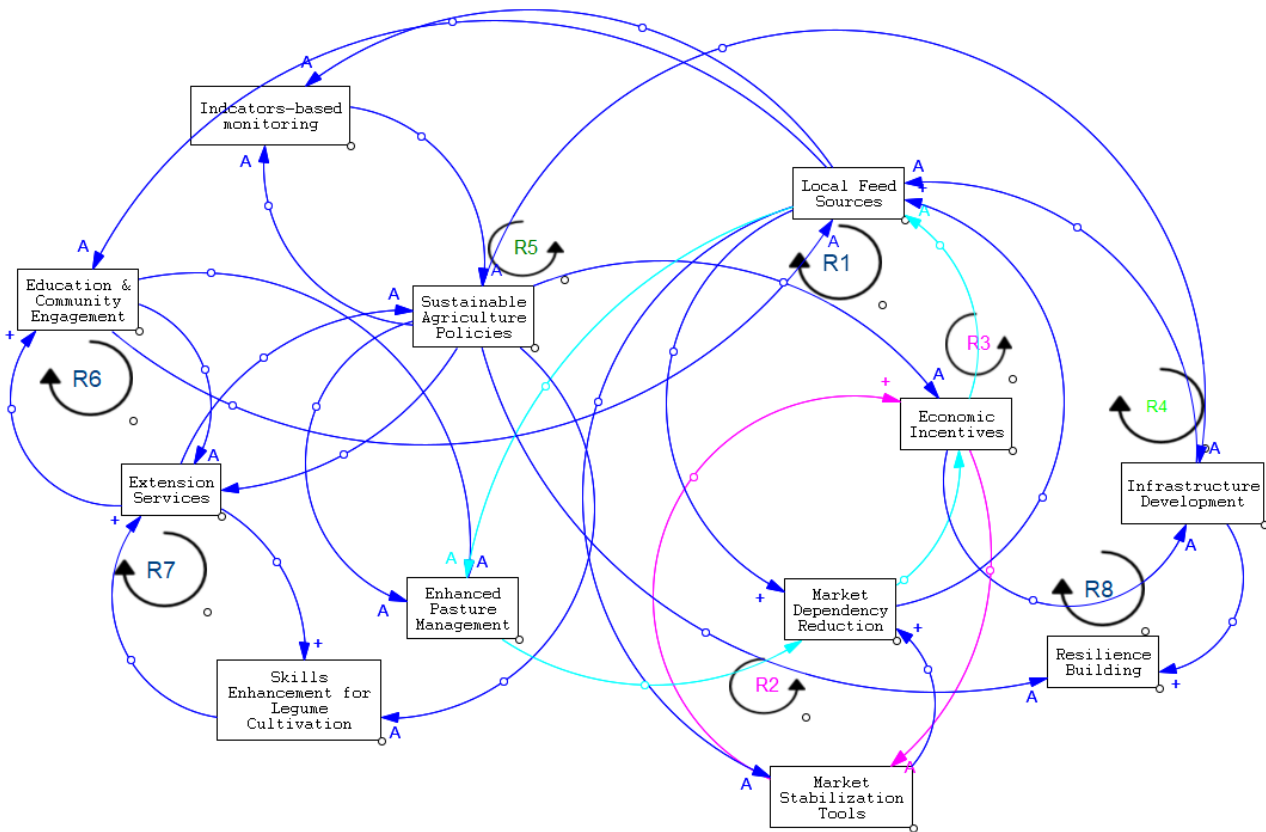 A
Indcators-based
monitoring
A
A
Local Feed
Sources
+
A
A
R5
R1
A
A
Education &
Community
Engagement
A
Sustainable
Agriculture
Policies
+
R6
R3
+
A
Economic
Incentives
R4
A
A
Extension
Services
+
Infrastructure
Development
A
R7
A
A
A
Enhanced
Pasture
Management
+
Market
Dependency
Reduction
+
R8
+
Skills
Enhancement for
Legume
Cultivation
A
R2
Resilience
Building
+
A
A
A
Market
Stabilization
Tools